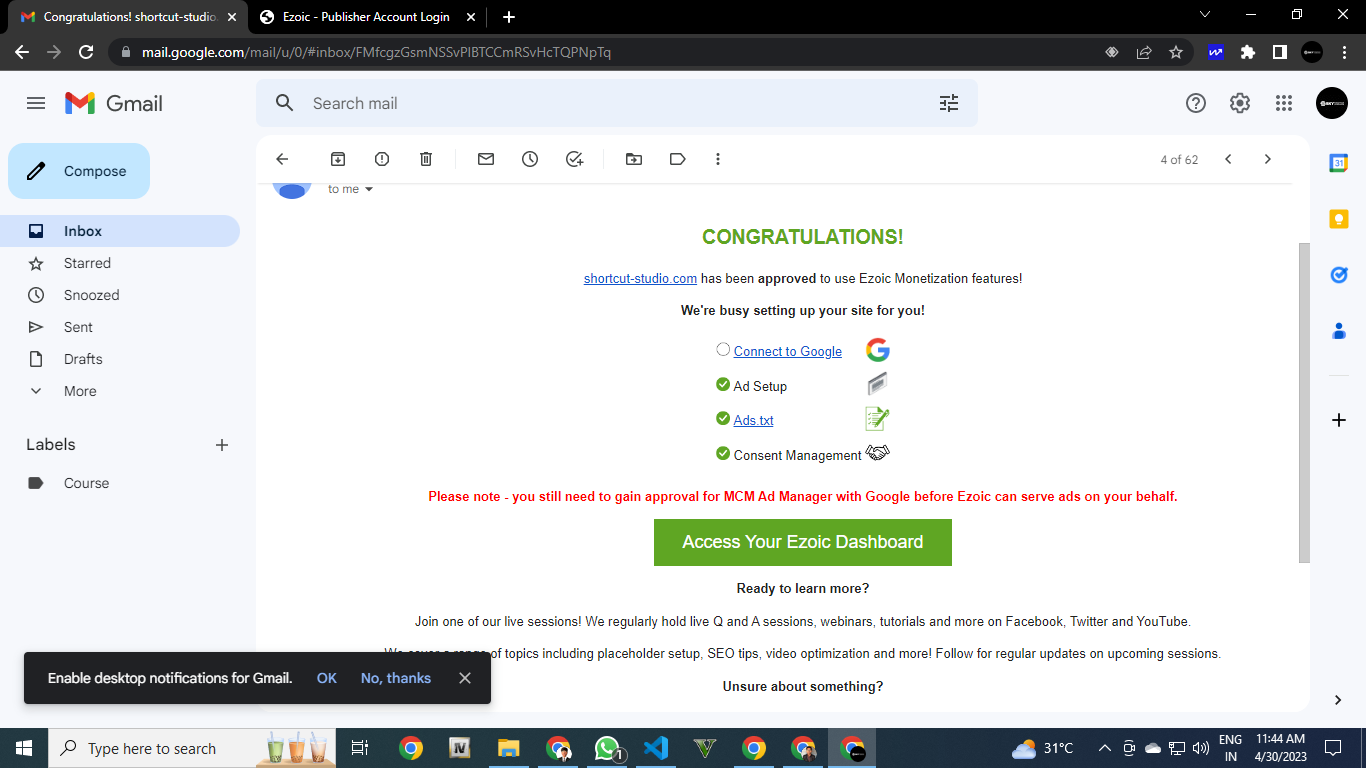 Congratulations! shortcut-studio.
Ezoic - Publisher Account Login
mail.google.com/mail/u/0/#inbox/FMfcgzGsmNSSvPlBTCCmRSvHcTQPNpTq
Gmail
Search mail
Compose
4 of 62
to me
Inbox
Starred
Snoozed
Sent
Drafts
More
Labels
Course
CONGRATULATIONS!
shortcut-studio.com has been approved to use Ezoic Monetization features!
We're busy setting up your site for you!
Connect to Google
Ad Setup
Ads.txt
Consent Management
Please note - you still need to gain approval for MCM Ad Manager with Google before Ezoic can serve ads on your behalf.
Access Your Ezoic Dashboard
Ready to learn more?
Join one of our live sessions! We regularly hold live Q and A sessions, webinars, tutorials and more on Facebook, Twitter and YouTube.
of topics including placeholder setup, SEO tips, video optimization and more! Follow for regular updates on upcoming sessions.
Unsure about something?
Enable desktop notifications for Gmail. OK No, thanks
31
Type here to search
1
31°C
ENG
IN
11:44 AM
4/30/2023